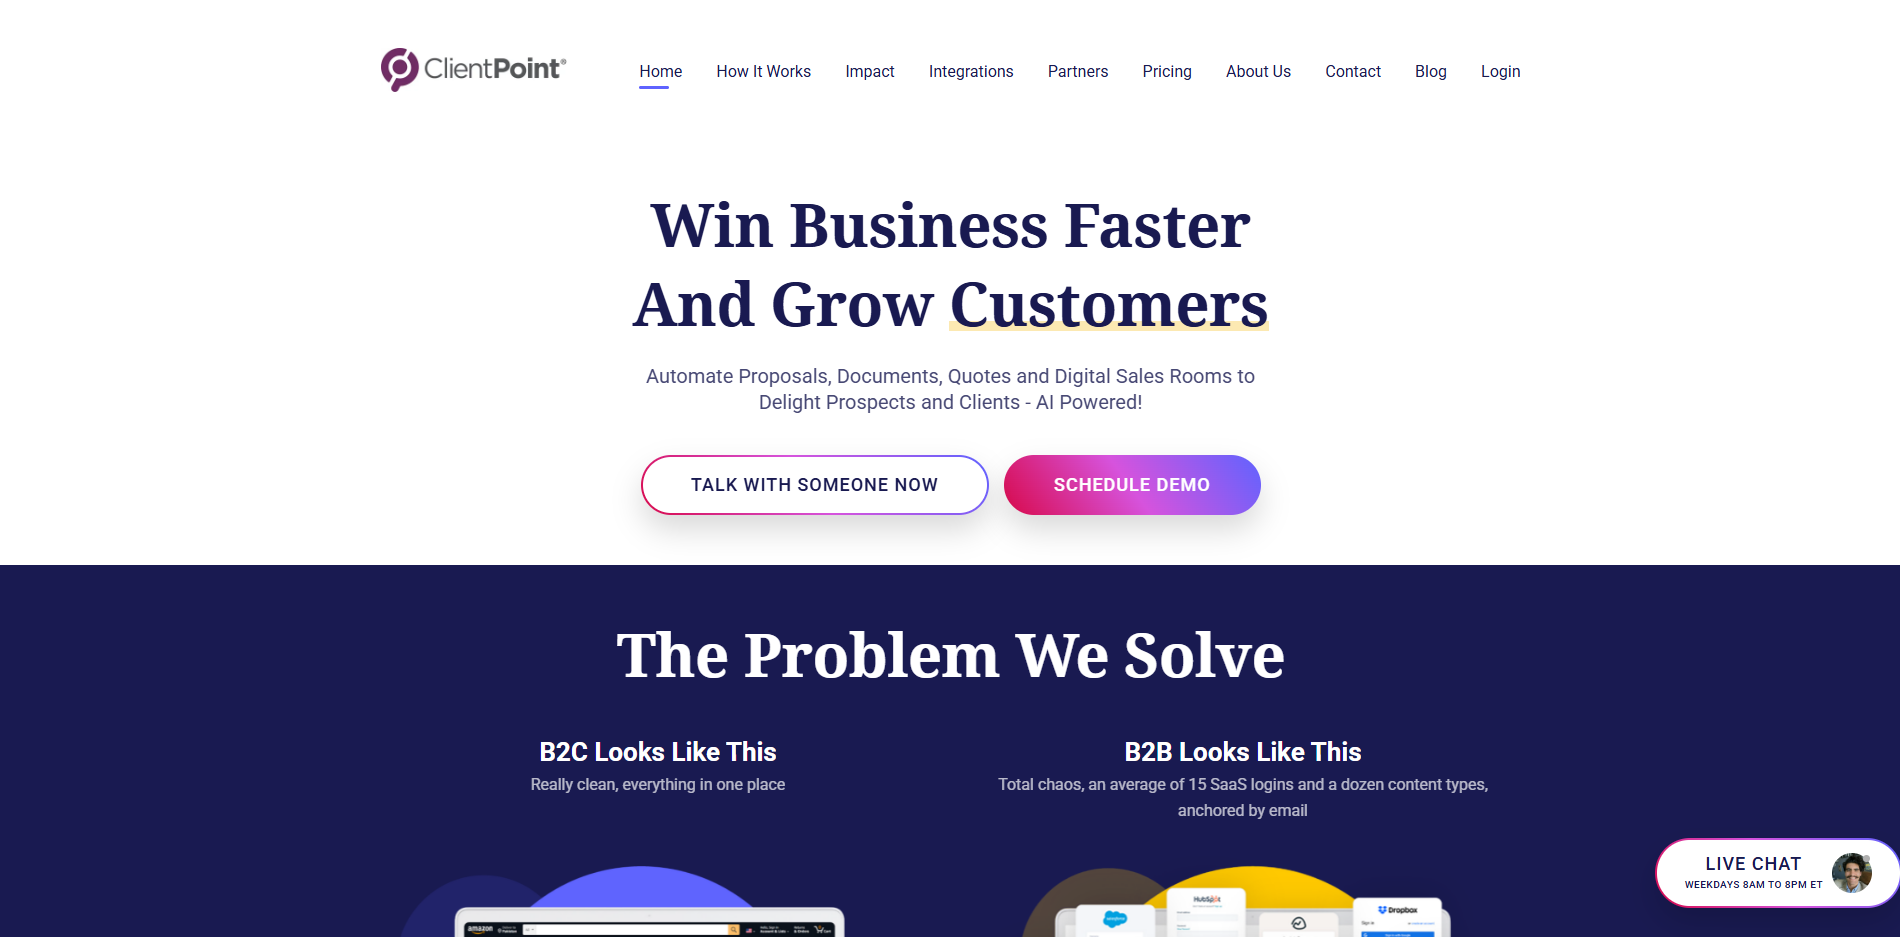 ClientPoint®
Home
How It Works
Impact
Integrations
Partners
Pricing
About Us
Contact
Blog
Login
Win Business Faster
And Grow Customers
Automate Proposals, Documents, Quotes and Digital Sales Rooms to
Delight Prospects and Clients - AI Powered!
TALK WITH SOMEONE NOW
SCHEDULE DEMO
The Problem We Solve
B2C Looks Like This
Really clean, everything in one place
B2B Looks Like This
Total chaos, an average of 15 SaaS logins and a dozen content types,
anchored by email
LIVE CHAT
WEEKDAYS 8AM TO 8PM ET
amazon
salesforce
HubSpot
Dropbox
Sign in